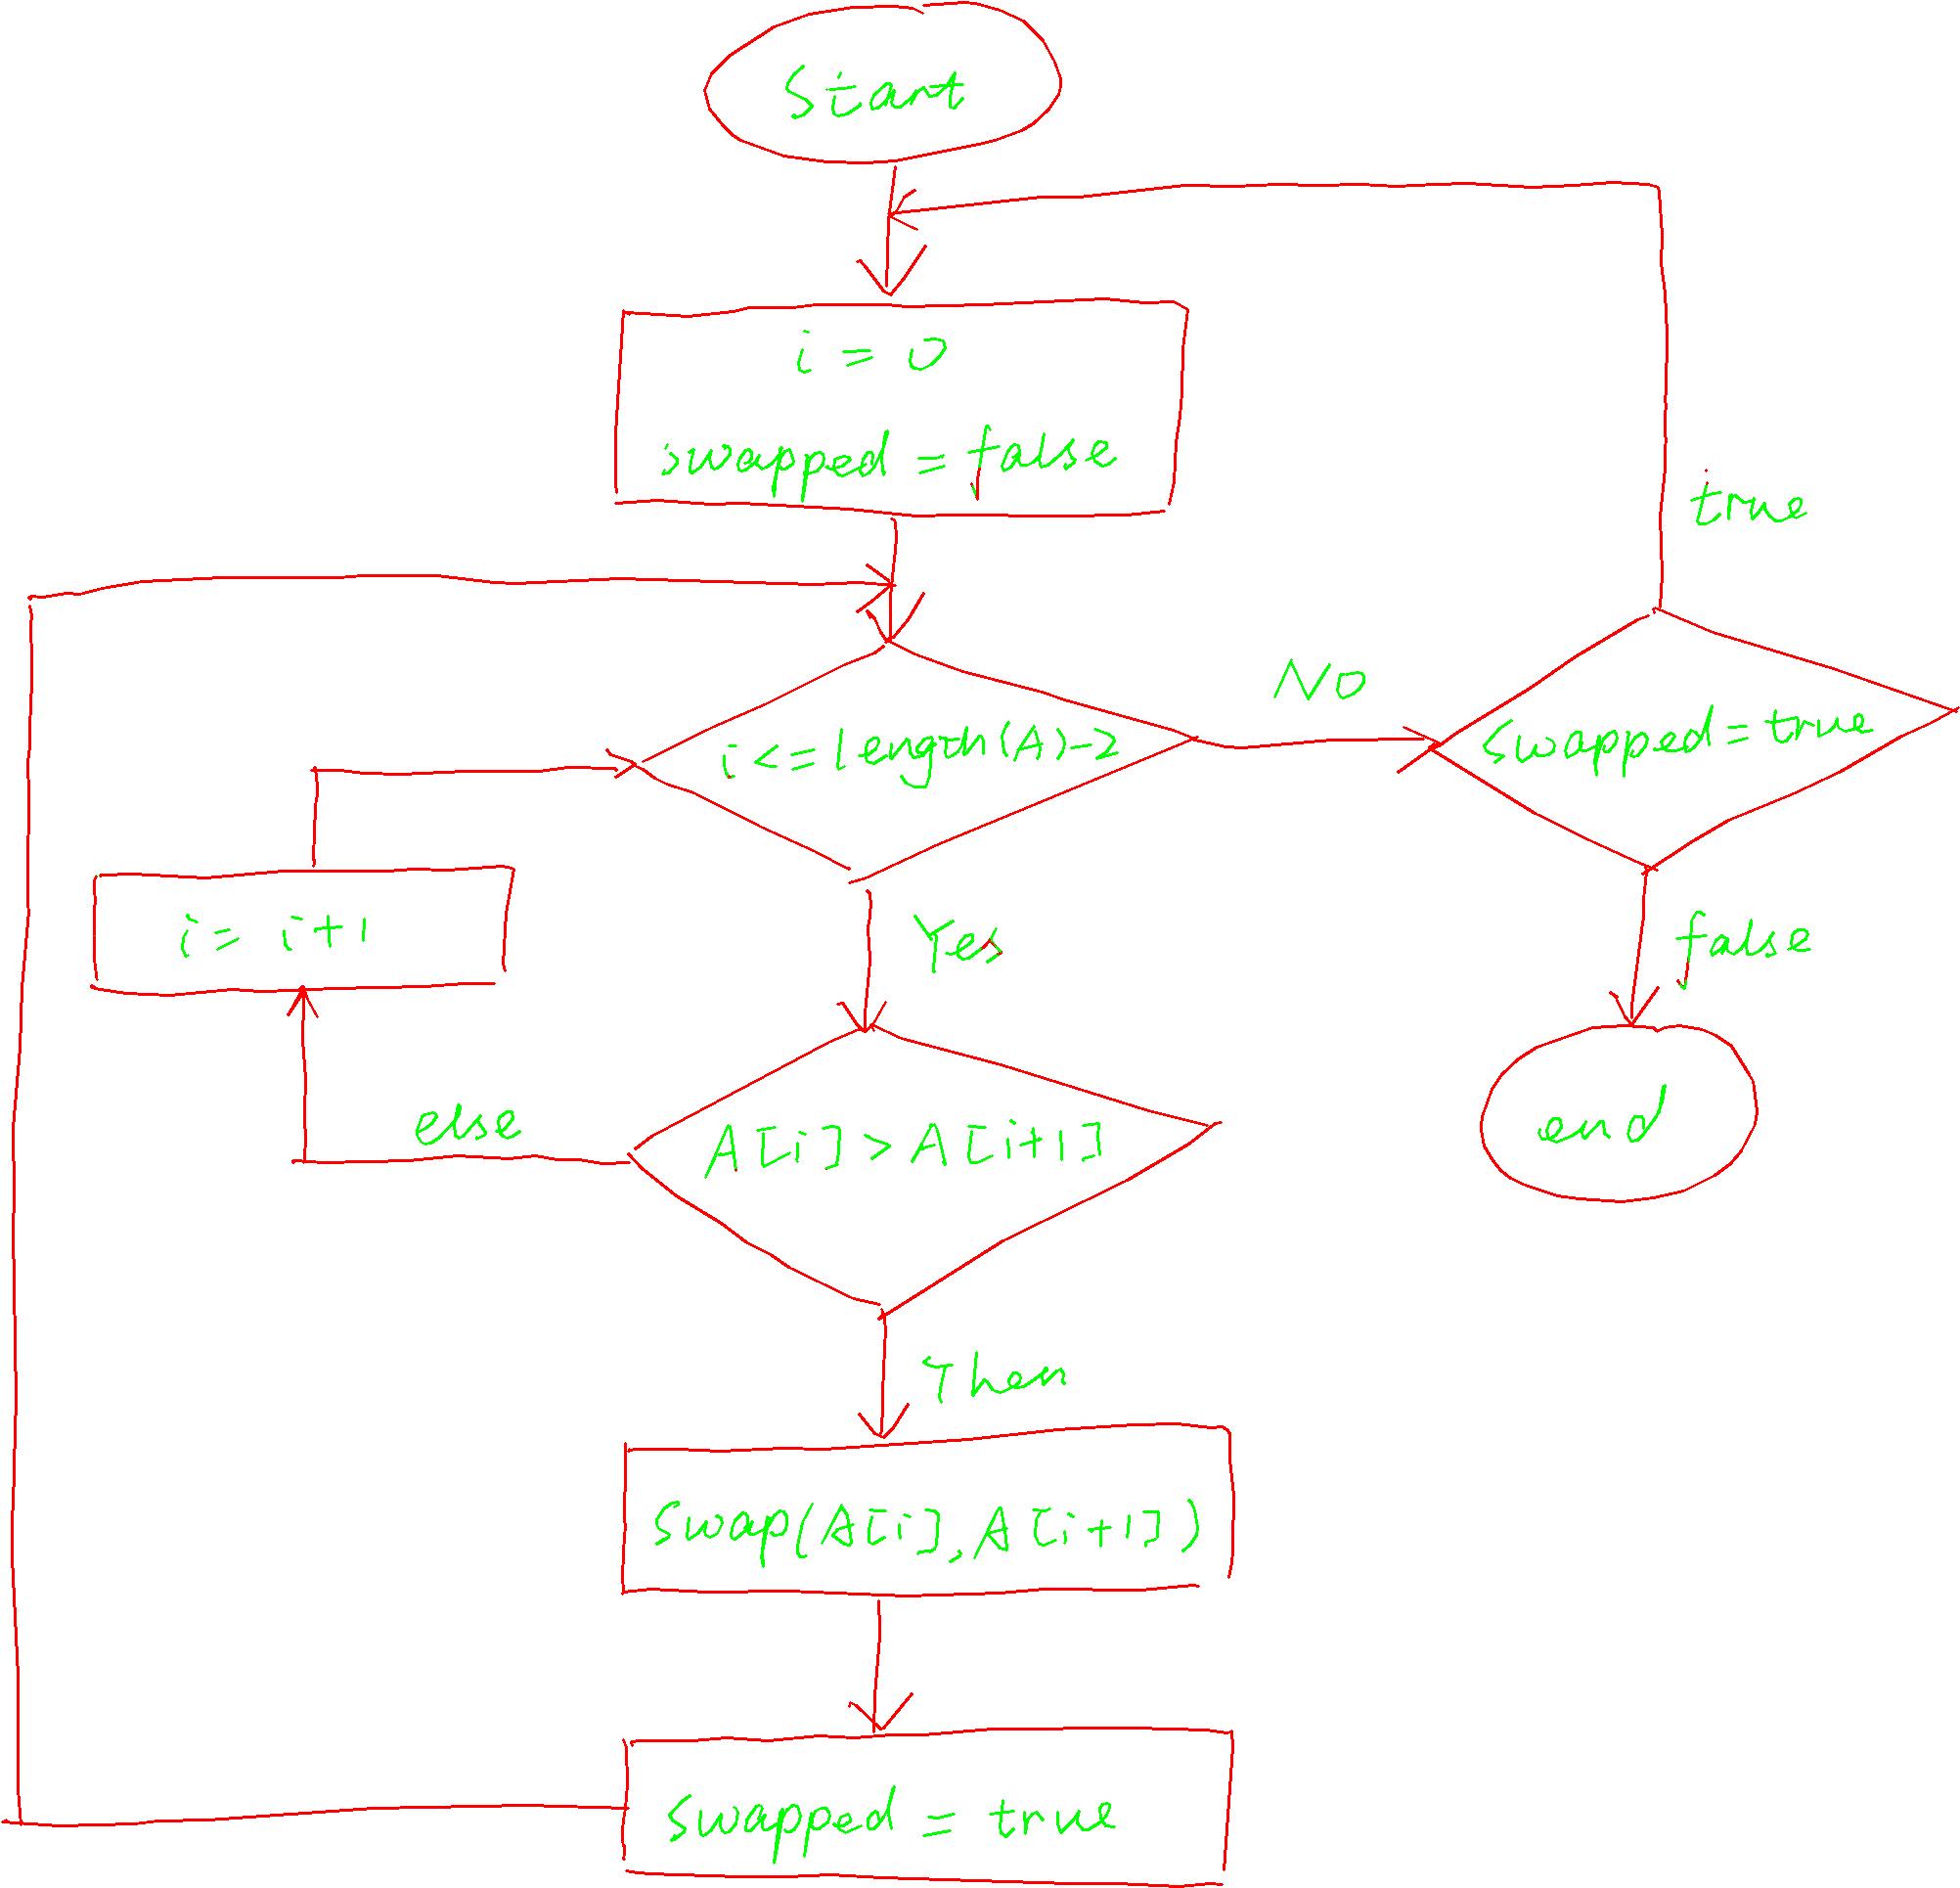 Start
i = 0
swapped = false
true
i <= length(A)-2
No
swapped = true
i = i+1
Yes
false
else
A[i] > A[i+1]
end
Then
swap(A[i], A[i+1])
swapped = true